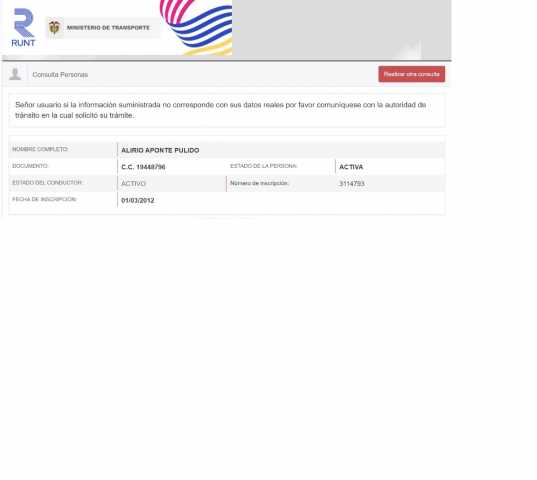 RUNT
MINISTERIO DE TRANSPORTE
Consulta Personas
Realizar otra consulta
Señor usuario si la información suministrada no corresponde con sus datos reales por favor comuníquese con la autoridad de
tránsito en la cual solicitó su trámite.
NOMBRE COMPLETO: ALIRIO APONTE PULIDO
DOCUMENTO: C.C. 19448796 ESTADO DE LA PERSONA: ACTIVA
ESTADO DEL CONDUCTOR: ACTIVO Número de inscripción: 3114793
FECHA DE INSCRIPCIÓN: 01/03/2012